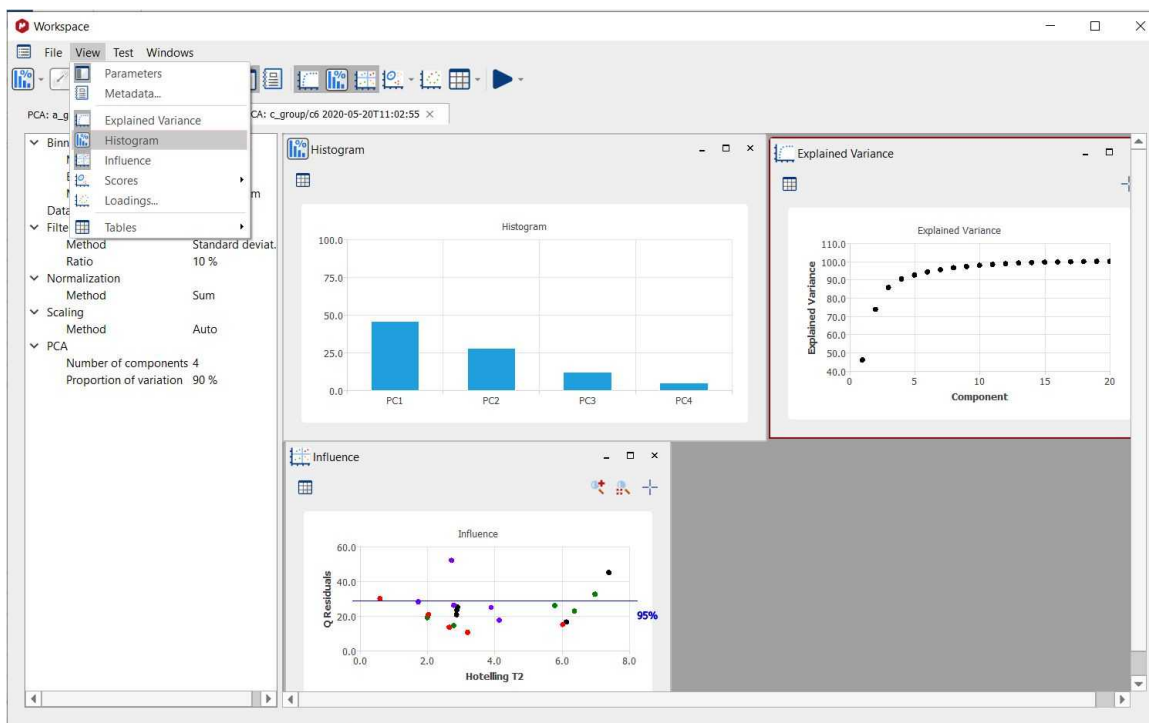 Workspace
File View Test Windows
Parameters
Metadata...
Explained Variance
Histogram
Influence
Scores
Loadings...
Tables
PCA: a_g
CA: c_group/c6 2020-05-20T11:02:55
Binn
m
Data
Filte
Method Standard deviat.
Ratio 10 %
Normalization
Method Sum
Scaling
Method Auto
PCA
Number of components 4
Proportion of variation 90 %
Histogram
Histogram
100.0
75.0
50.0
25.0
0.0
PC1 PC2 PC3 PC4
Explained Variance
Explained Variance
Explained Variance
110.0
100.0
90.0
80.0
70.0
60.0
50.0
40.0
0 5 10 15 20
Component
Influence
Influence
Q Residuals
60.0
40.0
20.0
0.0
95%
0.0 2.0 4.0 6.0 8.0
Hotelling T2